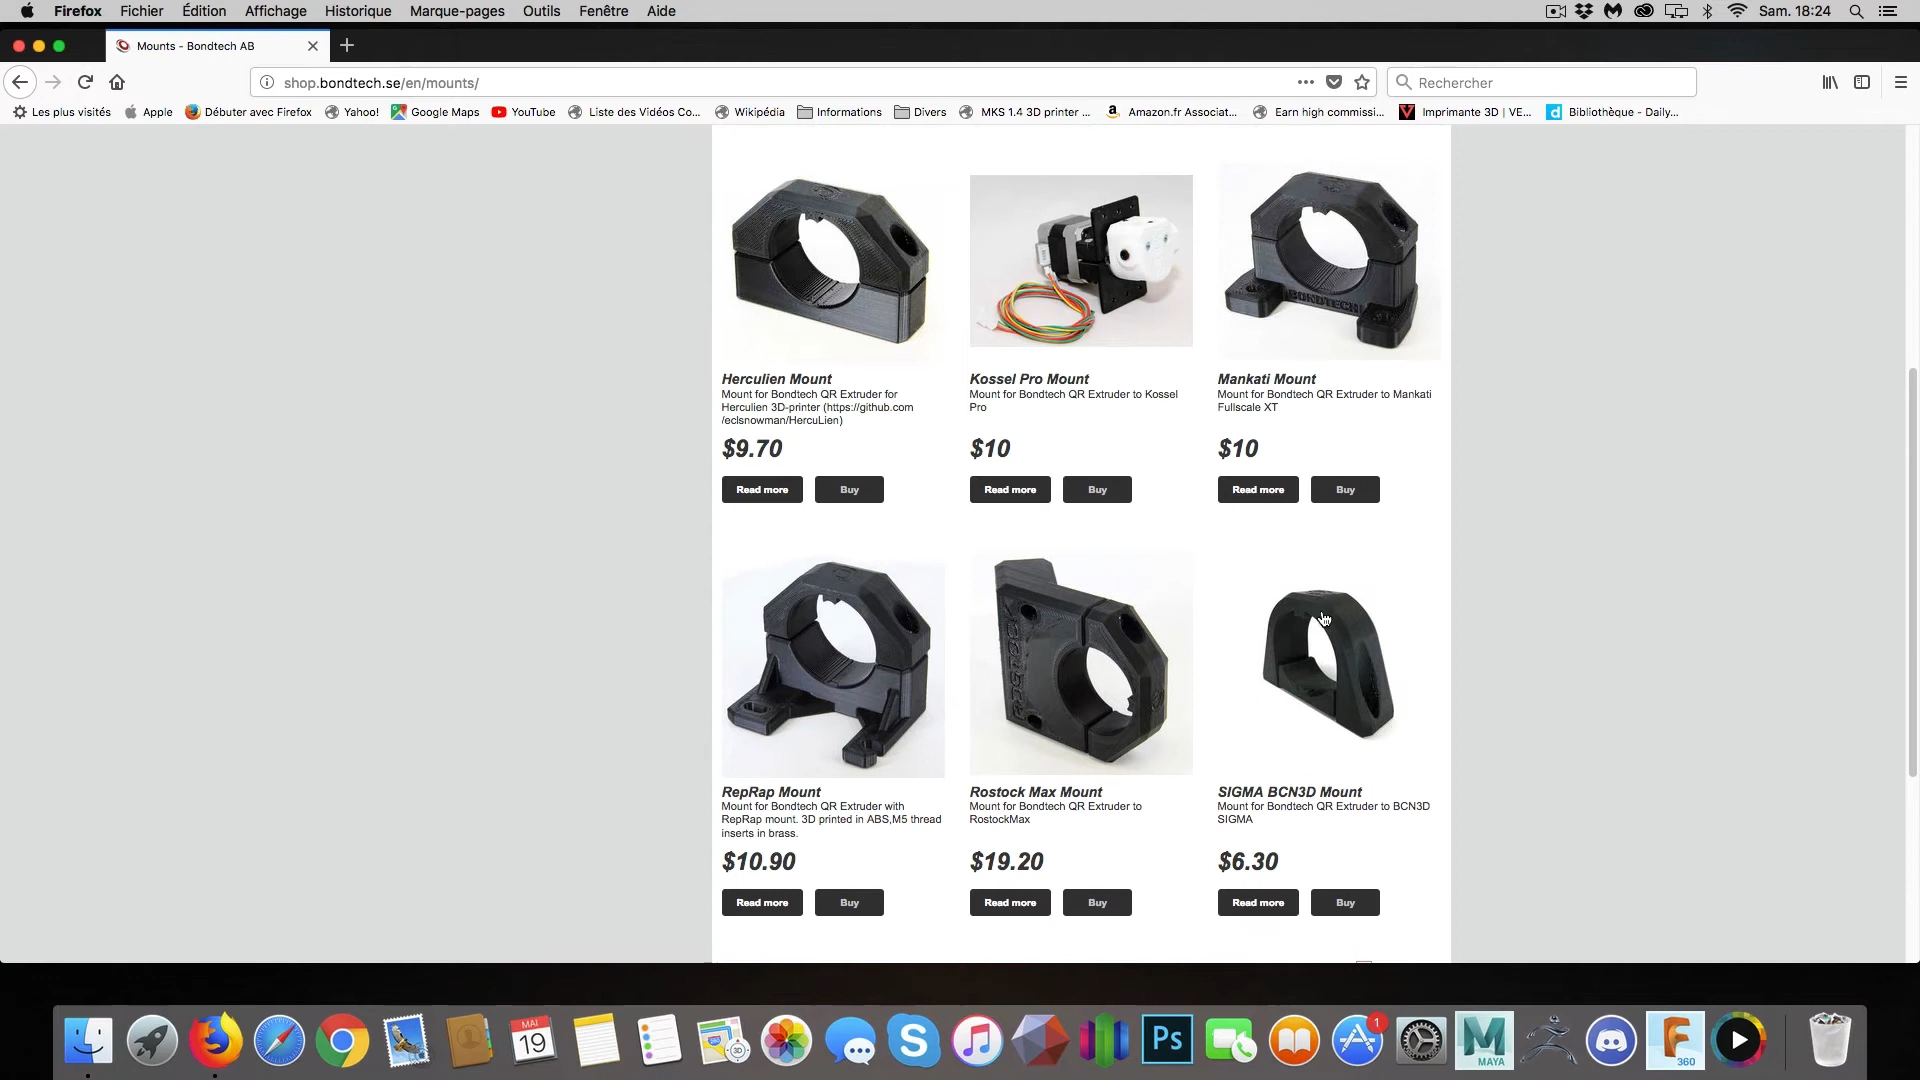 Firefox Fichier Édition Affichage Historique Marque-pages Outils Fenêtre Aide Sam. 18:24
Mounts - Bondtech AB
shop.bondtech.se/en/mounts/ Rechercher
Les plus visités Apple Débuter avec Firefox Yahoo! Google Maps YouTube Liste des Vidéos Co... Wikipédia Informations Divers MKS 1.4 3D printer ... Amazon.fr Associat... Earn high commissi... Imprimante 3D | VE... Bibliothèque - Daily...
BONDTECH
Herculien Mount
Mount for Bondtech QR Extruder for
Herculien 3D-printer (https://github.com
/eclsnowman/HercuLien)
$9.70
Read more Buy
Kossel Pro Mount
Mount for Bondtech QR Extruder to Kossel
Pro
$10
Read more Buy
Mankati Mount
Mount for Bondtech QR Extruder to Mankati
Fullscale XT
$10
Read more Buy
RepRap Mount
Mount for Bondtech QR Extruder with
RepRap mount. 3D printed in ABS,M5 thread
inserts in brass.
$10.90
Read more Buy
Rostock Max Mount
Mount for Bondtech QR Extruder to
RostockMax
$19.20
Read more Buy
SIGMA BCN3D Mount
Mount for Bondtech QR Extruder to BCN3D
SIGMA
$6.30
Read more Buy
MAI
19
3D
Ps
1
MAYA
360